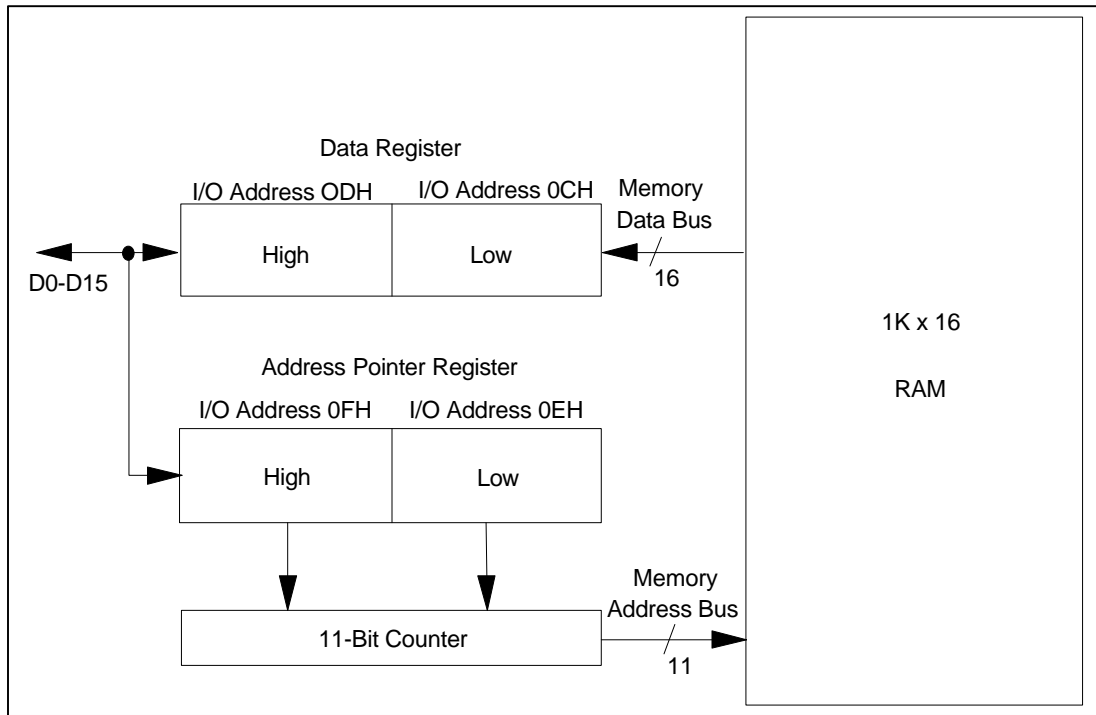 Data Register
I/O Address ODH
I/O Address 0CH
Memory
Data Bus
High
Low
D0-D15
16
1K x 16
RAM
Address Pointer Register
I/O Address 0FH
I/O Address 0EH
High
Low
Memory
Address Bus
11-Bit Counter
11